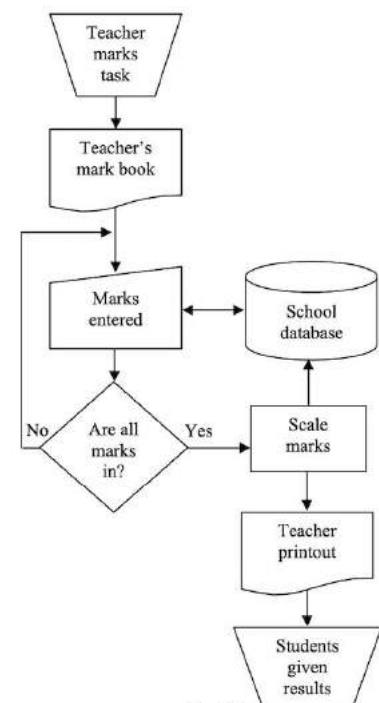 Teacher
marks
task
Teacher's
mark book
Marks
entered
School
database
No
Are all
marks
in?
Yes
Scale
marks
Teacher
printout
Students
given
results